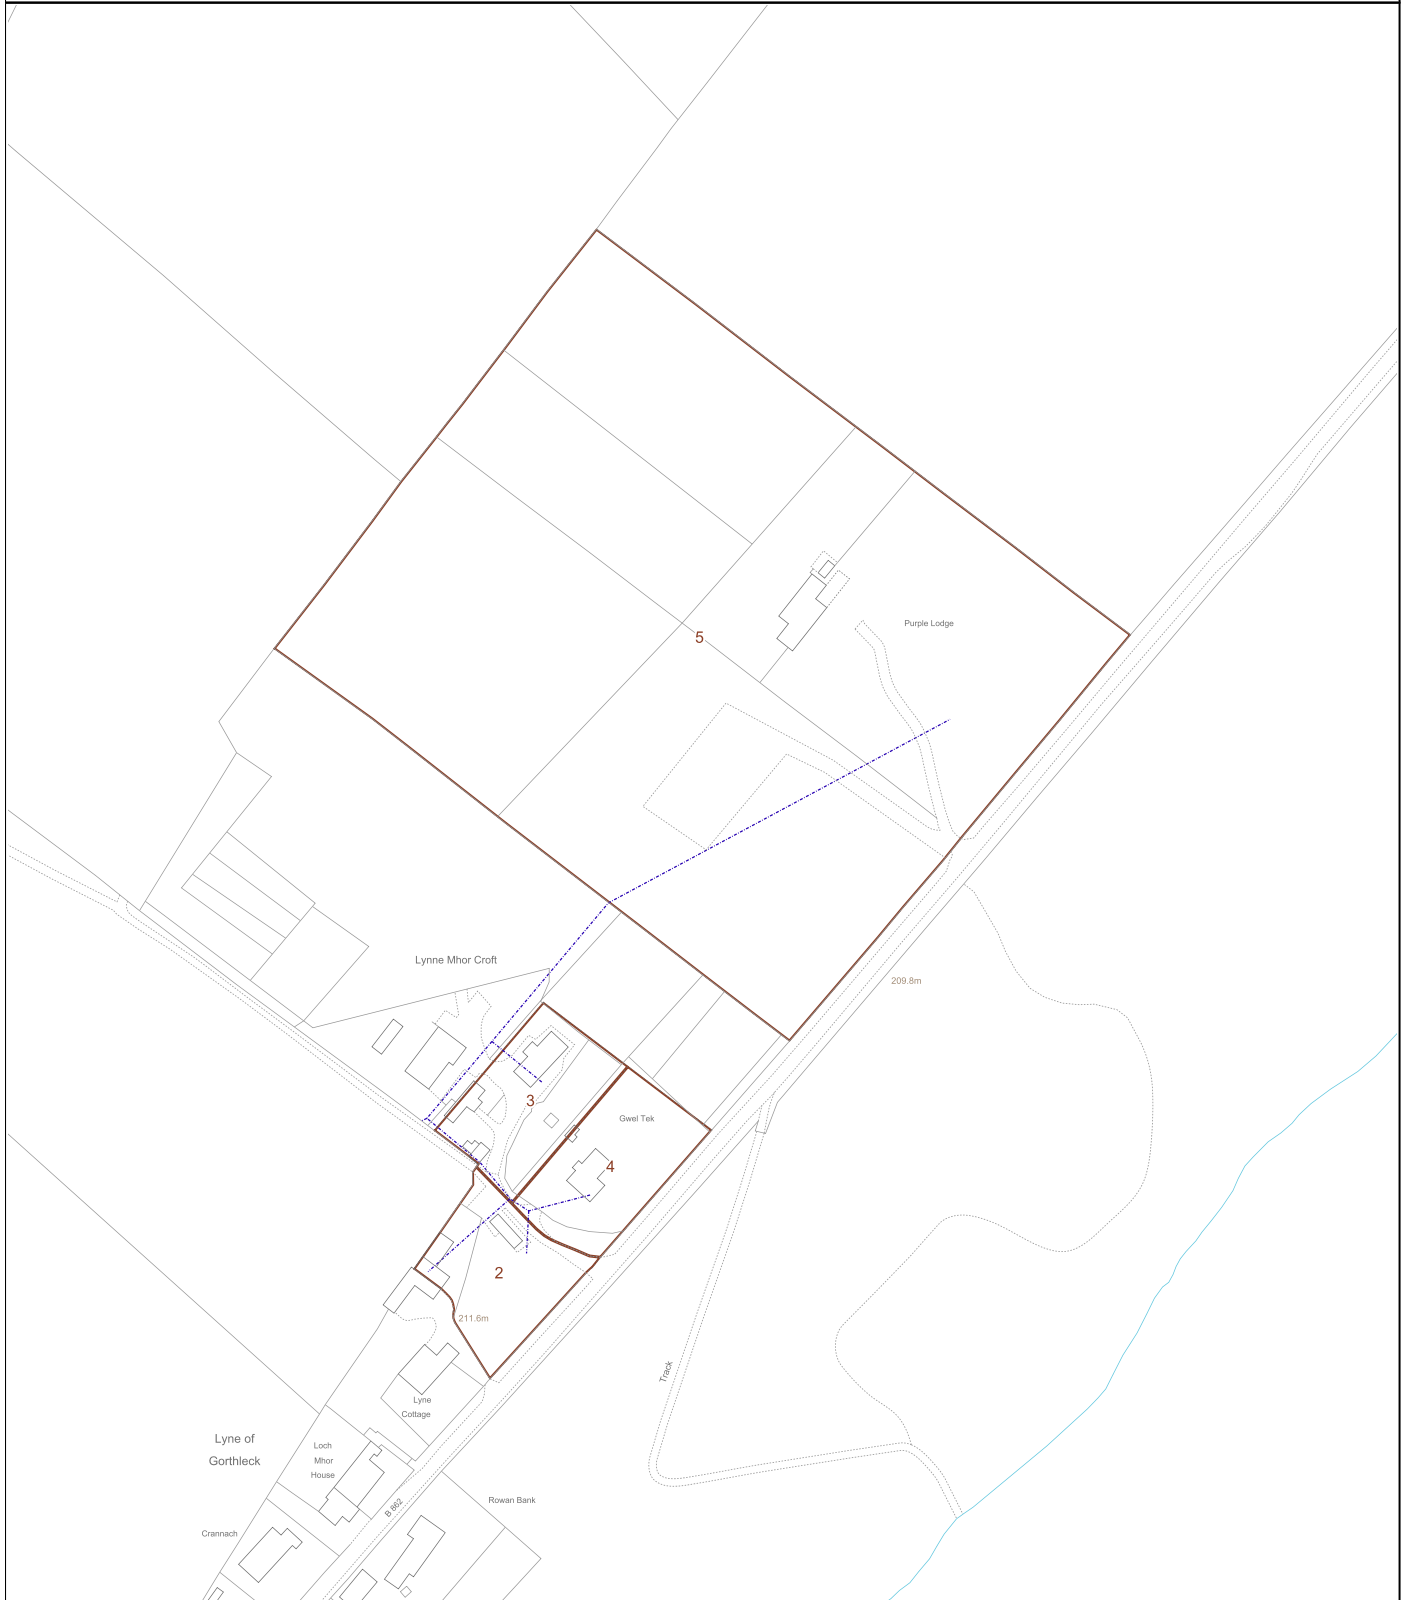 5
Purple Lodge
Lynne Mhor Croft
209.8m
3
Gwel Tek
4
2
211.6m
Track
Lyne
Cottage
Lyne of
Gorthleck
Loch
Mhor
House
B 862
Rowan Bank
Crannach